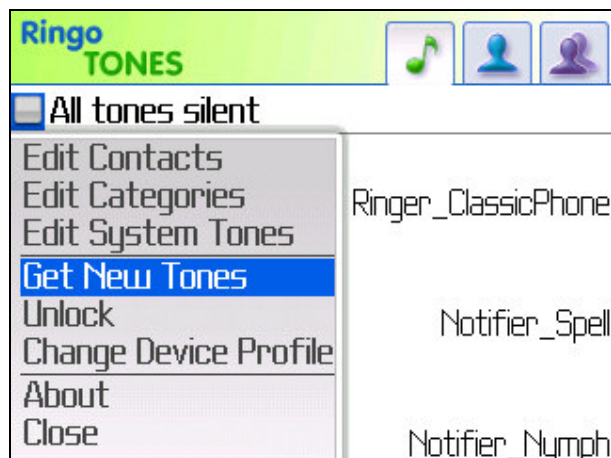 Ringo
TONES
All tones silent
Edit Contacts
Edit Categories
Edit System Tones
Get New Tones
Unlock
Change Device Profile
About
Close
Ringer_ClassicPhone
Notifier_Spell
Notifier_Nymph